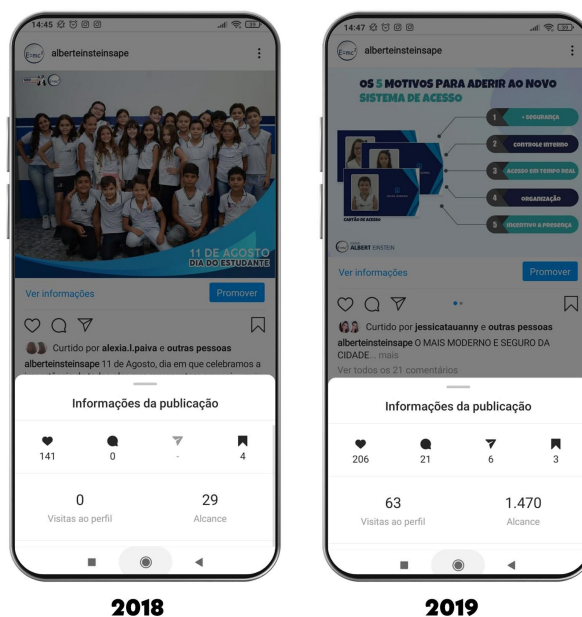 14:45
alberteinsteinsape
E=mc²
11 DE AGOSTO
DIA DO ESTUDANTE
Ver informações
Promover
Curtido por alexia.l.paiva e outras pessoas
alberteinsteinsape 11 de Agosto, dia em que celebramos a
Informações da publicação
141
0
-
4
0
29
Visitas ao perfil
Alcance
2018
14:47
alberteinsteinsape
E=mc²
OS 5 MOTIVOS PARA ADERIR AO NOVO
SISTEMA DE ACESSO
1 + SEGURANÇA
2 CONTROLE INTERNO
3 ACESSO EM TEMPO REAL
4 ORGANIZAÇÃO
5 INCENTIVO A PRESENÇA
CARTÃO DE ACESSO
ALBERT EINSTEIN
Ver informações
Promover
Curtido por jessicatauanny e outras pessoas
alberteinsteinsape O MAIS MODERNO E SEGURO DA
CIDADE... mais
Ver todos os 21 comentários
Informações da publicação
206
21
6
3
63
1.470
Visitas ao perfil
Alcance
2019